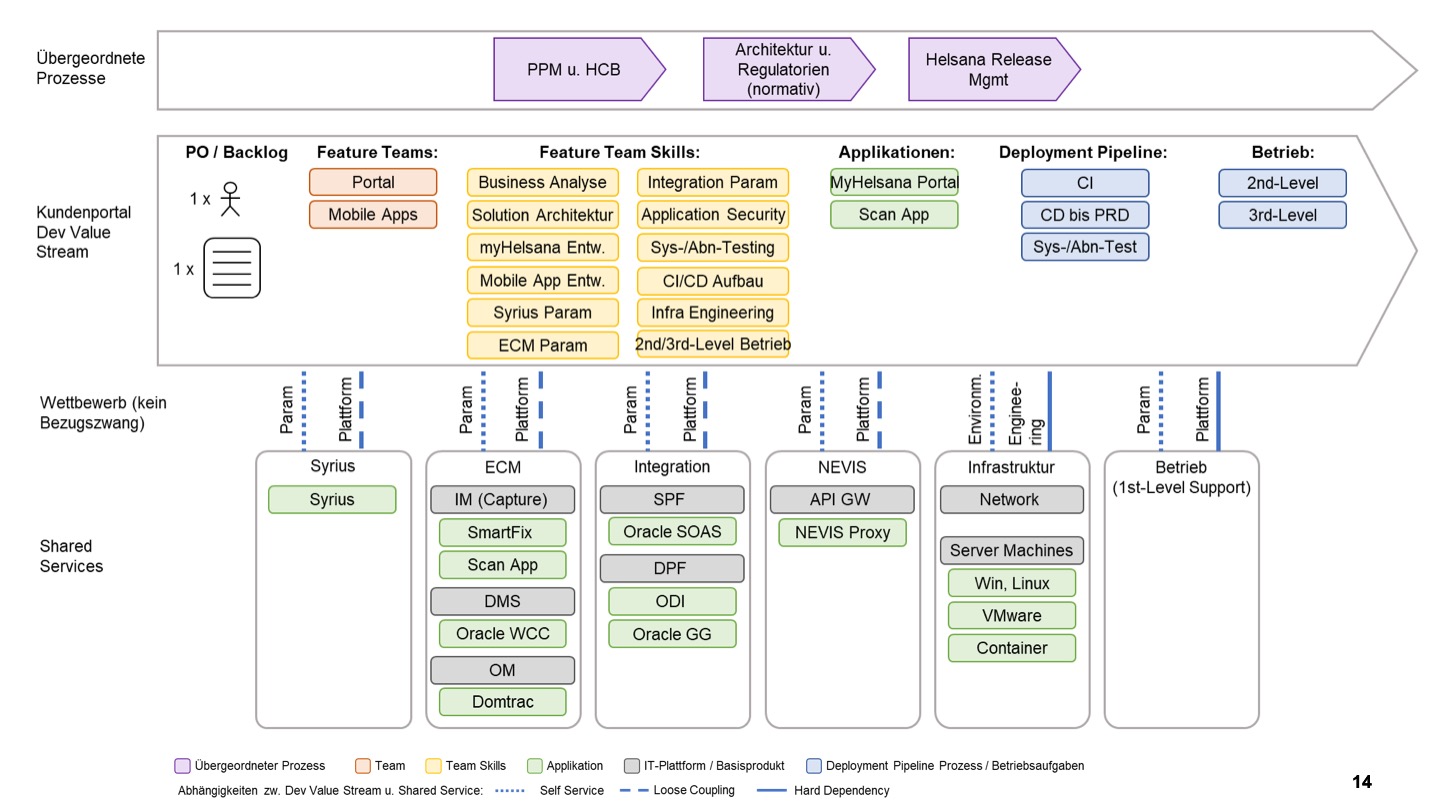 Übergeordnete
Prozesse
PPM u. HCB
Architektur u.
Regulatorien
(normativ)
Helsana Release
Mgmt
Kundenportal
Dev Value
Stream
PO / Backlog
1 x
1 x
Feature Teams:
Portal
Mobile Apps
Feature Team Skills:
Business Analyse
Solution Architektur
myHelsana Entw.
Mobile App Entw.
Syrius Param
ECM Param
Integration Param
Application Security
Sys-/Abn-Testing
CI/CD Aufbau
Infra Engineering
2nd/3rd-Level Betrieb
Applikationen:
MyHelsana Portal
Scan App
Deployment Pipeline:
CI
CD bis PRD
Sys-/Abn-Test
Betrieb:
2nd-Level
3rd-Level
Wettbewerb (kein
Bezugszwang)
Param
Plattform
Param
Plattform
Param
Plattform
Param
Plattform
Environm.
Enginee-
ring
Param
Plattform
Shared
Services
Syrius
Syrius
ECM
IM (Capture)
SmartFix
Scan App
DMS
Oracle WCC
OM
Domtrac
Integration
SPF
Oracle SOAS
DPF
ODI
Oracle GG
NEVIS
API GW
NEVIS Proxy
Infrastruktur
Network
Server Machines
Win, Linux
VMware
Container
Betrieb
(1st-Level Support)
Übergeordneter Prozess
Team
Team Skills
Applikation
IT-Plattform / Basisprodukt
Deployment Pipeline Prozess / Betriebsaufgaben
Abhängigkeiten zw. Dev Value Stream u. Shared Service:
Self Service
Loose Coupling
Hard Dependency
14